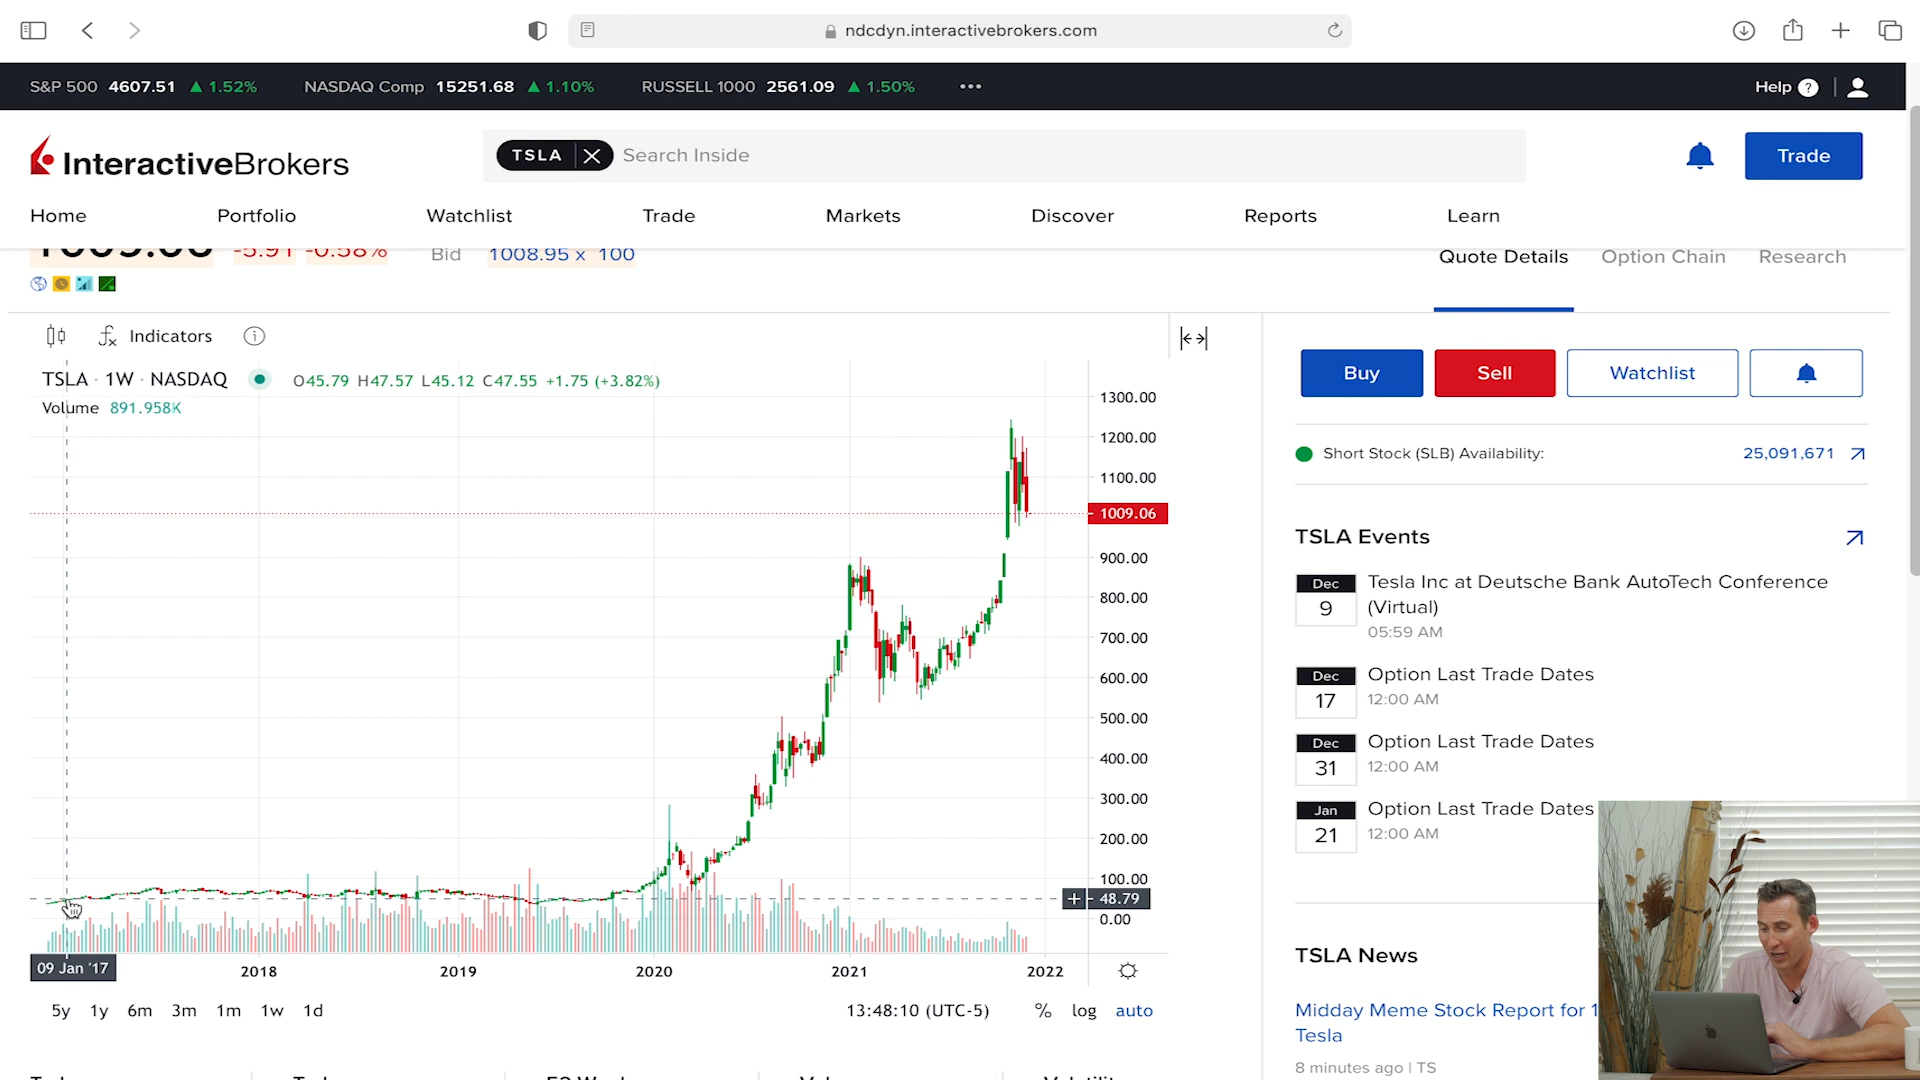 ndcdyn.interactivebrokers.com
S&P 500 4607.51 ▲ 1.52% NASDAQ Comp 15251.68 ▲ 1.10% RUSSELL 1000 2561.09 ▲ 1.50% ••• Help ?
InteractiveBrokers
TSLA Search Inside
Trade
Home Portfolio Watchlist Trade Markets Discover Reports Learn
1009.06 -5.91 -0.58% Bid 1008.95 x 100
Quote Details Option Chain Research
Indicators
TSLA · 1W · NASDAQ O45.79 H47.57 L45.12 C47.55 +1.75 (+3.82%)
Volume 891.958K
1300.00
1200.00
1100.00
1009.06
900.00
800.00
700.00
600.00
500.00
400.00
300.00
200.00
100.00
48.79
0.00
09 Jan '17 2018 2019 2020 2021 2022
5y 1y 6m 3m 1m 1w 1d 13:48:10 (UTC-5) % log auto
Buy Sell Watchlist
Short Stock (SLB) Availability: 25,091,671
TSLA Events
Dec
9
Tesla Inc at Deutsche Bank AutoTech Conference
(Virtual)
05:59 AM
Dec
17
Option Last Trade Dates
12:00 AM
Dec
31
Option Last Trade Dates
12:00 AM
Jan
21
Option Last Trade Dates
12:00 AM
TSLA News
Midday Meme Stock Report for 1
Tesla
8 minutes ago | TS